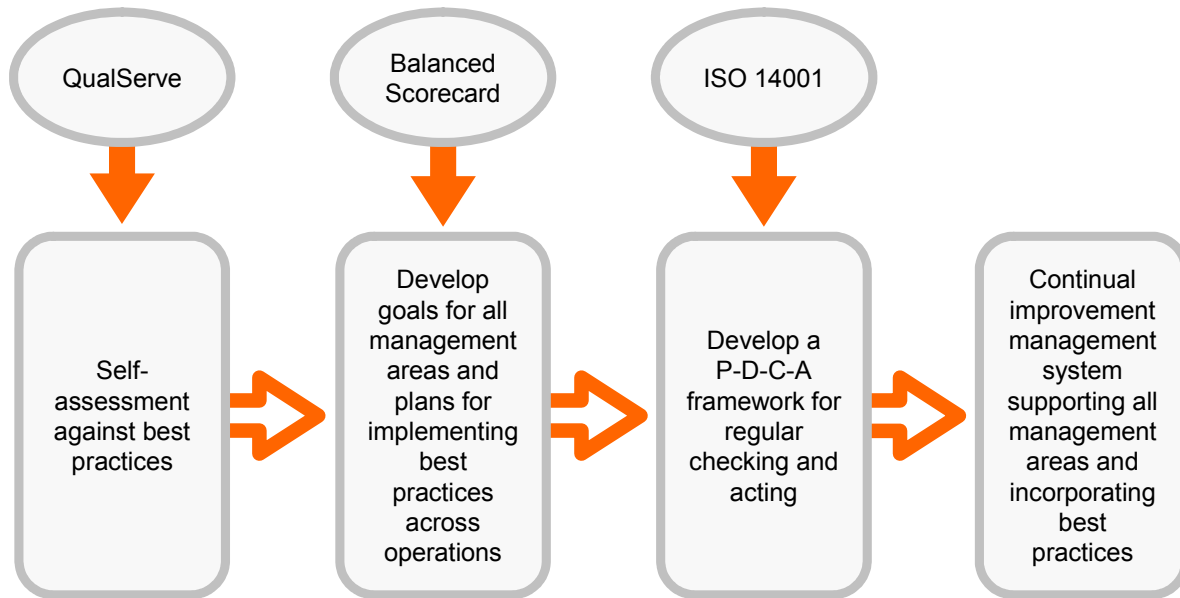 QualServe
Balanced
Scorecard
ISO 14001
Self-
assessment
against best
practices
Develop
goals for all
management
areas and
plans for
implementing
best
practices
across
operations
Develop a
P-D-C-A
framework for
regular
checking and
acting
Continual
improvement
management
system
supporting all
management
areas and
incorporating
best
practices